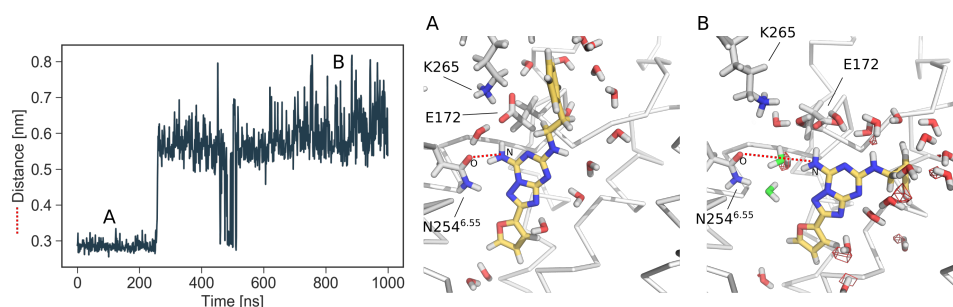 0.8
0.7
0.6
0.5
0.4
0.3
Distance [nm]
A
B
0 200 400 600 800 1000
Time [ns]
A
K265
E172
O
N
N254^6.55
B
K265
E172
O
N
N254^6.55